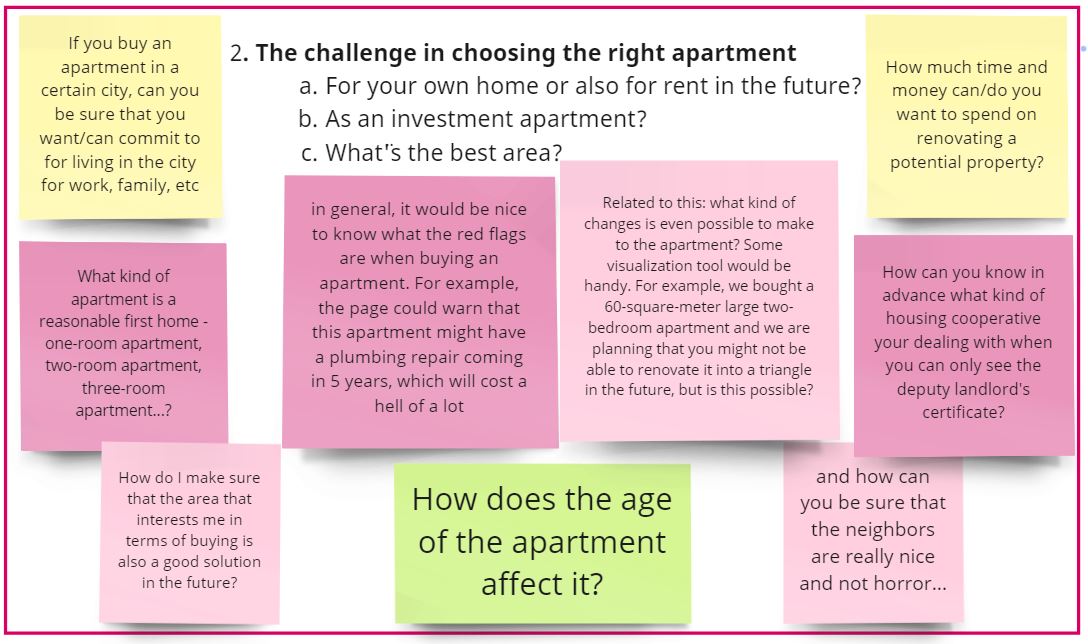 2. The challenge in choosing the right apartment
a. For your own home or also for rent in the future?
b. As an investment apartment?
c. What"s the best area?
If you buy an
apartment in a
certain city, can you
be sure that you
want/can commit to
for living in the city
for work, family, etc
How much time and
money can/do you
want to spend on
renovating a
potential property?
What kind of
apartment is a
reasonable first home -
one-room apartment,
two-room apartment,
three-room
apartment...?
in general, it would be nice
to know what the red flags
are when buying an
apartment. For example,
the page could warn that
this apartment might have
a plumbing repair coming
in 5 years, which will cost a
hell of a lot
Related to this: what kind of
changes is even possible to make
to the apartment? Some
visualization tool would be
handy. For example, we bought a
60-square-meter large two-
bedroom apartment and we are
planning that you might not be
able to renovate it into a triangle
in the future, but is this possible?
How can you know in
advance what kind of
housing cooperative
your dealing with when
you can only see the
deputy landlord's
certificate?
How do I make sure
that the area that
interests me in
terms of buying is
also a good solution
in the future?
How does the age
of the apartment
affect it?
and how can
you be sure that
the neighbors
are really nice
and not horror...